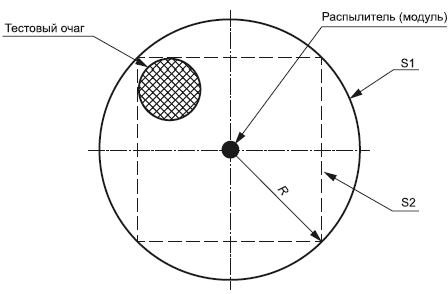 Распылитель (модуль)
Тестовый очаг
S1
R
S2